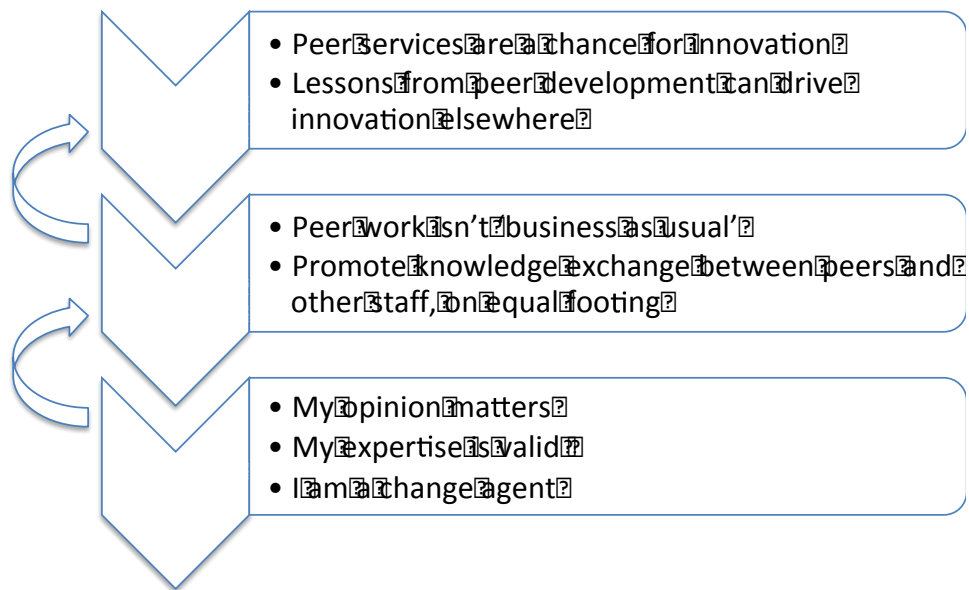 • Peer services are a chance for innovation
• Lessons from peer development can drive
innovation elsewhere
• Peer work isn't 'business as usual'
• Promote knowledge exchange between peers and
other staff, on equal footing
• My opinion matters
• My expertise is valid
• I am a change agent